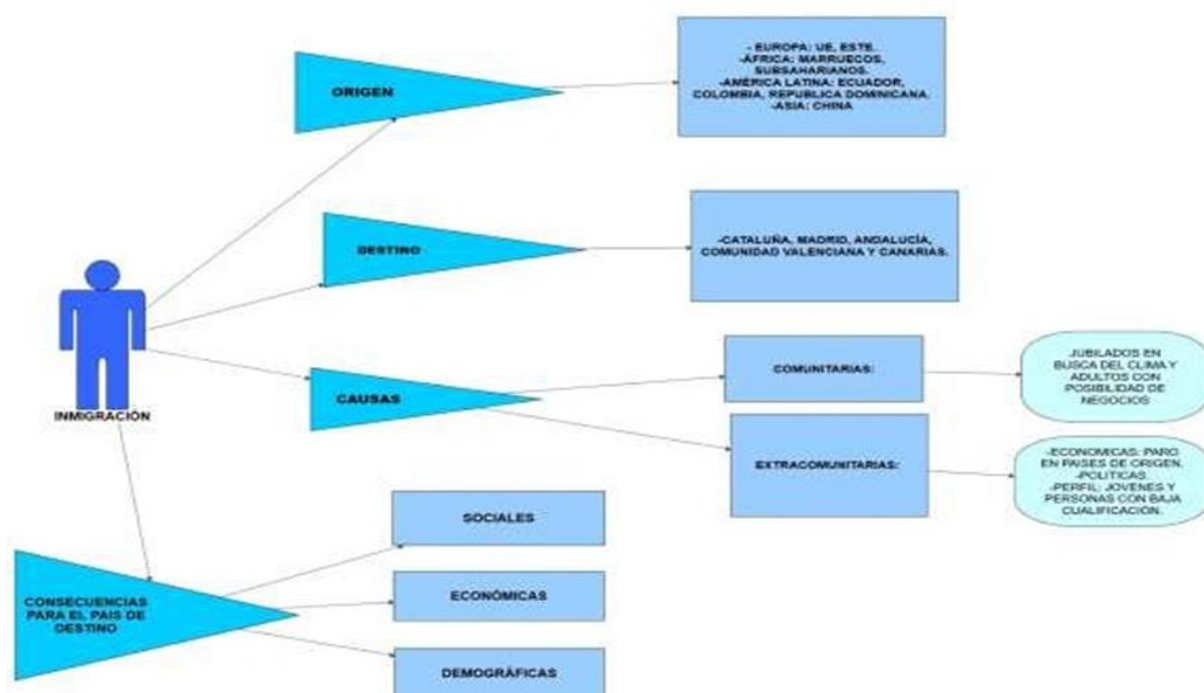 ORIGEN
- EUROPA: UE, ESTE.
-ÁFRICA: MARRUECOS,
SUBSAHARIANOS.
-AMÉRICA LATINA: ECUADOR,
COLOMBIA, REPUBLICA DOMINICANA.
-ASIA: CHINA
DESTINO
-CATALUÑA, MADRID, ANDALUCÍA,
COMUNIDAD VALENCIANA Y CANARIAS.
INMIGRACIÓN
CAUSAS
COMUNITARIAS:
-JUBILADOS EN
BUSCA DEL CLIMA Y
ADULTOS CON
POSIBILIDAD DE
NEGOCIOS
EXTRACOMUNITARIAS:
-ECONOMICAS: PARO
EN PAISES DE ORIGEN.
-POLÍTICAS.
-PERFIL: JOVENES Y
PERSONAS CON BAJA
CUALIFICACIÓN.
CONSECUENCIAS
PARA EL PAIS DE
DESTINO
SOCIALES
ECONÓMICAS
DEMOGRÁFICAS